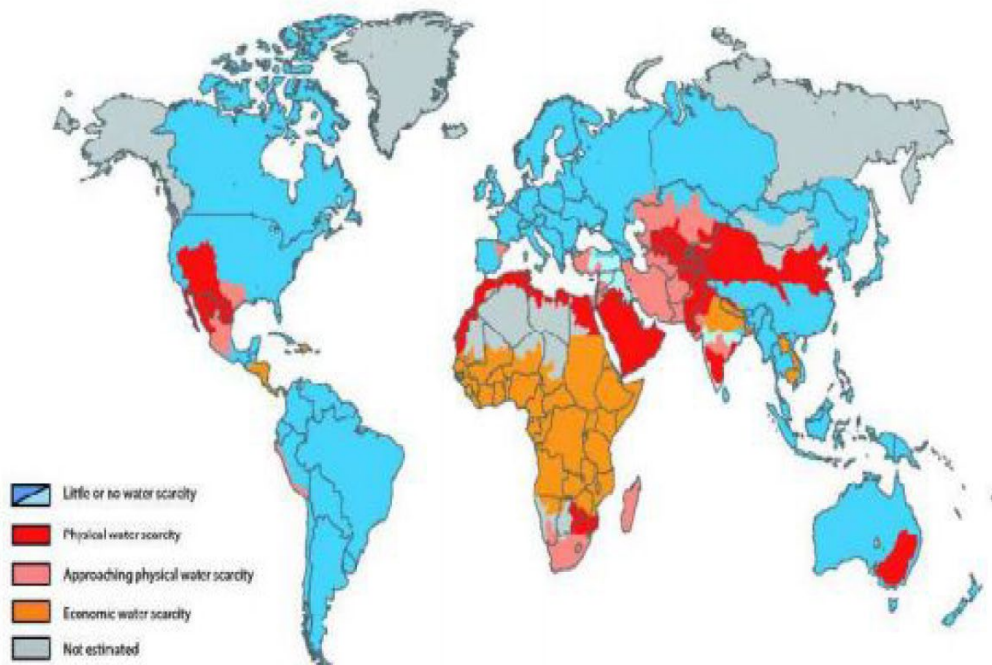 Little or no water scarcity
Physical water scarcity
Approaching physical water scarcity
Economic water scarcity
Not estimated